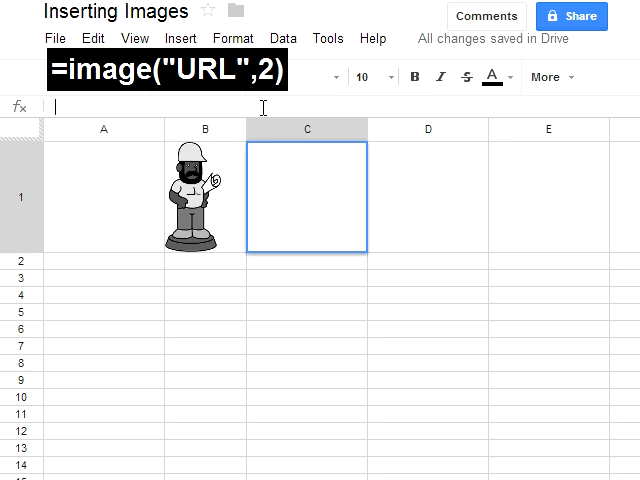 Inserting Images
Comments
Share
File Edit View Insert Format Data Tools Help All changes saved in Drive
=image("URL",2)
10 B I S A More
fx
A B C D E
1
2
3
4
5
6
7
8
9
10
11
12
13
14